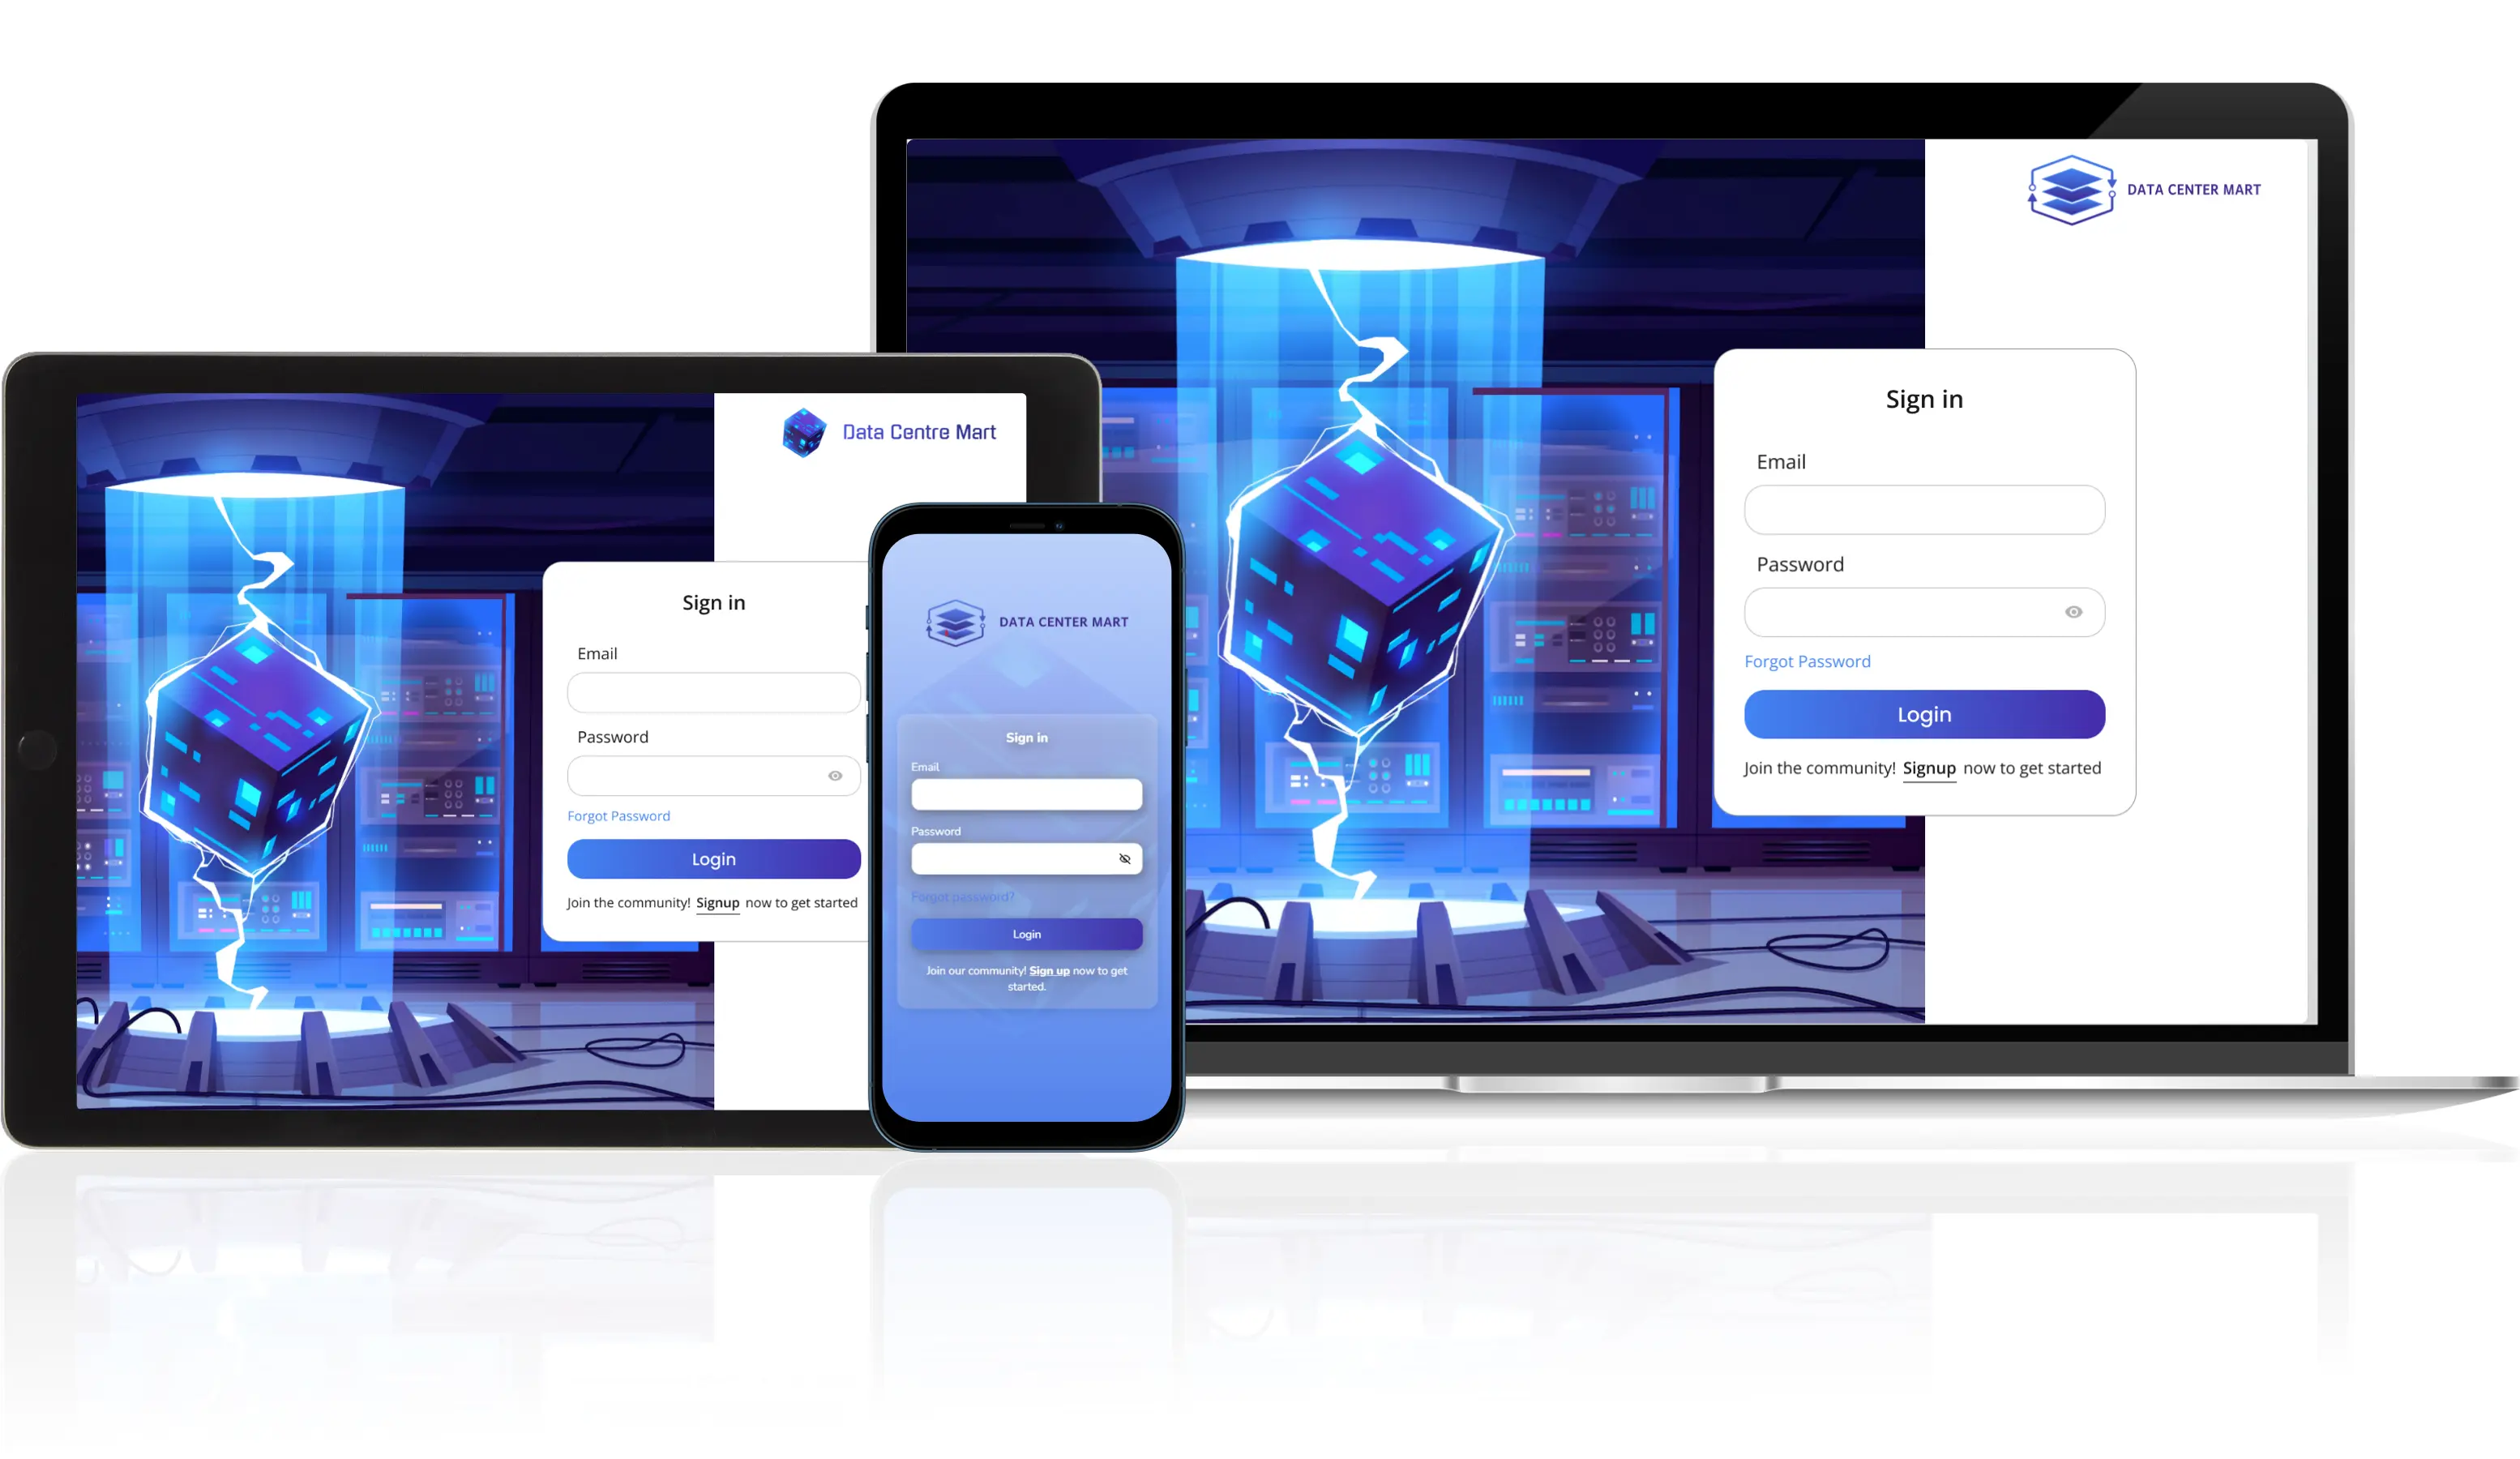 DATA CENTER MART
Sign in
Email
Password
Forgot Password
Login
Join the community! Signup now to get started
Data Centre Mart
Sign in
Email
Password
Forgot Password
Login
Join the community! Signup now to get started
DATA CENTER MART
Sign in
Email
Password
Forgot password?
Login
Join our community! Sign up now to get
started.